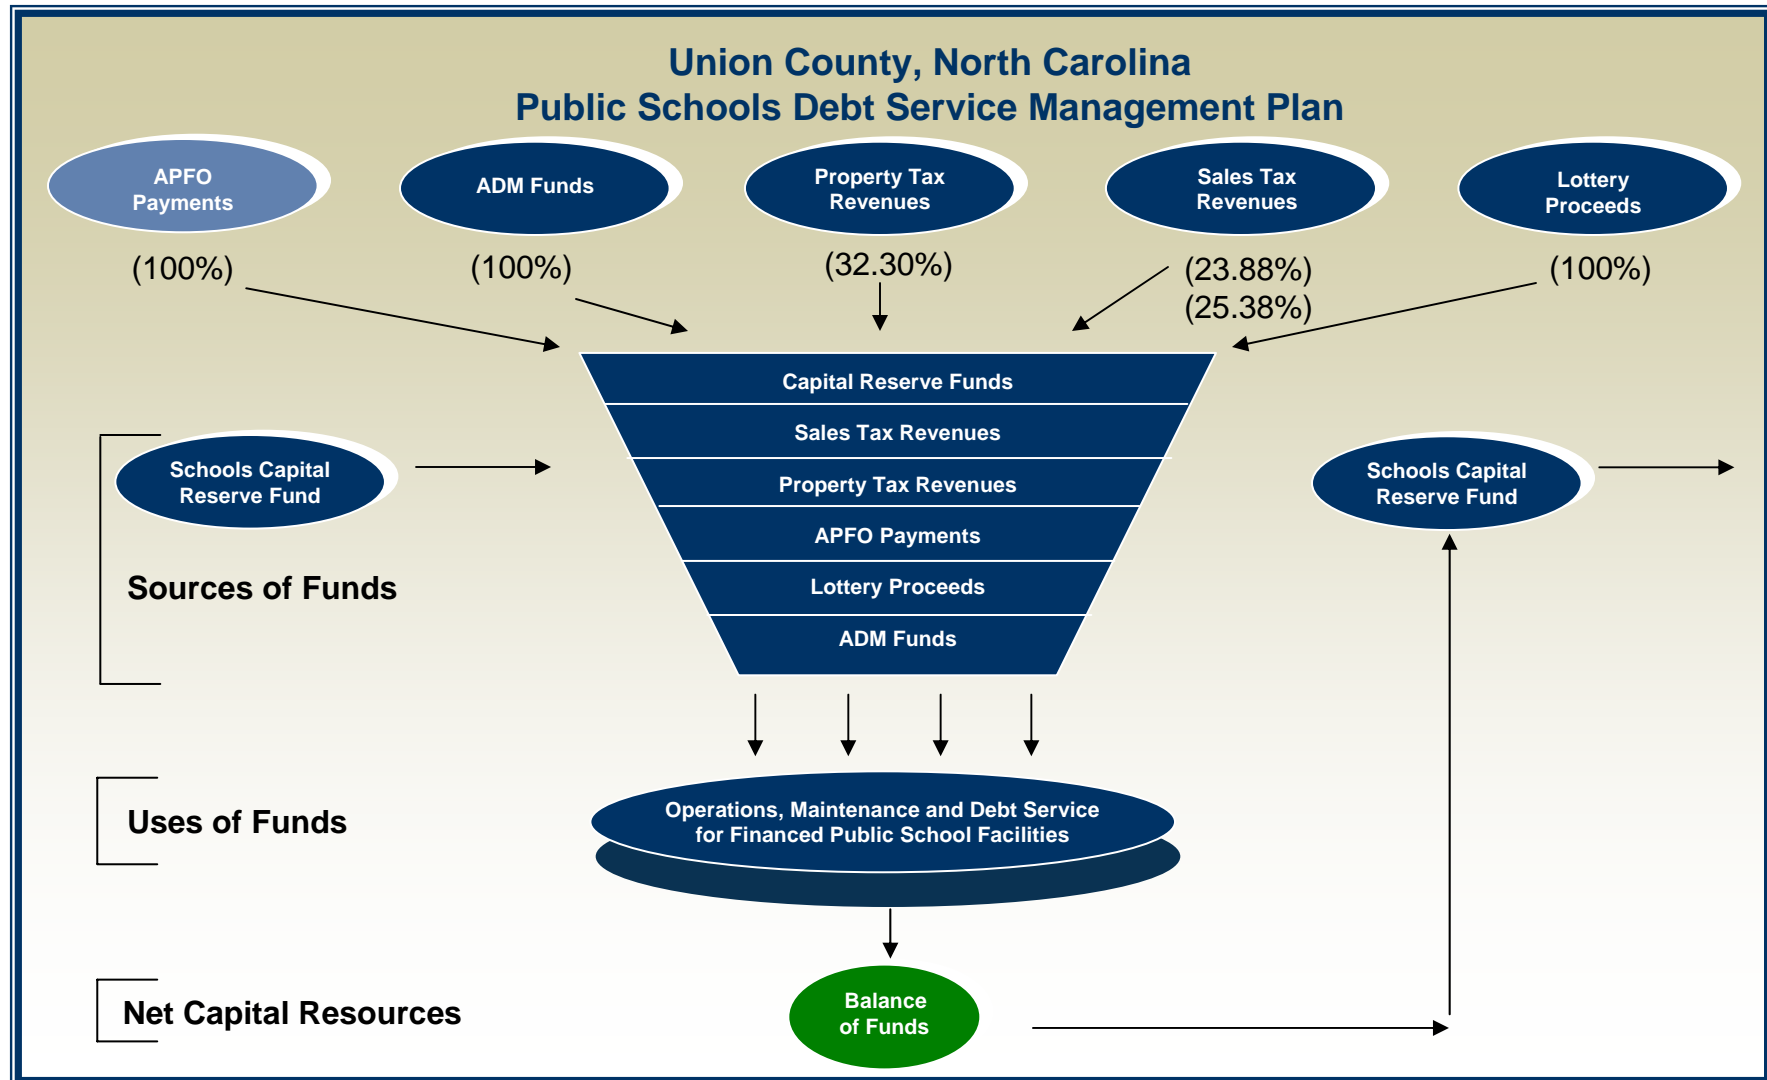 Union County, North Carolina
Public Schools Debt Service Management Plan
APFO
Payments
ADM Funds
Property Tax
Revenues
Sales Tax
Revenues
Lottery
Proceeds
(100%)
(100%)
(32.30%)
(23.88%)
(25.38%)
(100%)
Capital Reserve Funds
Sales Tax Revenues
Property Tax Revenues
APFO Payments
Lottery Proceeds
ADM Funds
Schools Capital
Reserve Fund
Schools Capital
Reserve Fund
Sources of Funds
Uses of Funds
Operations, Maintenance and Debt Service
for Financed Public School Facilities
Net Capital Resources
Balance
of Funds